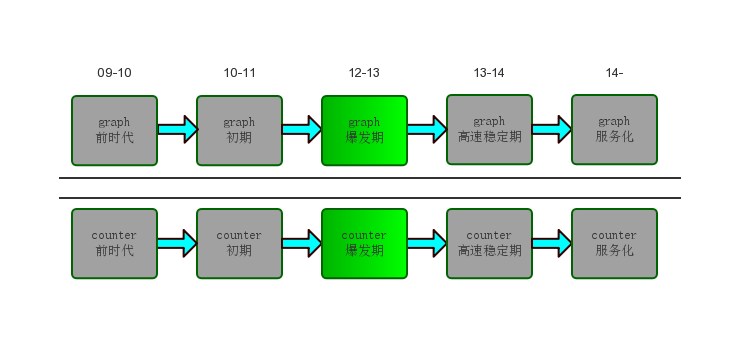 09-10 10-11 12-13 13-14 14-
graph graph graph graph graph
前时代 初期 爆发期 高速稳定期 服务化
counter counter counter counter counter
前时代 初期 爆发期 高速稳定期 服务化